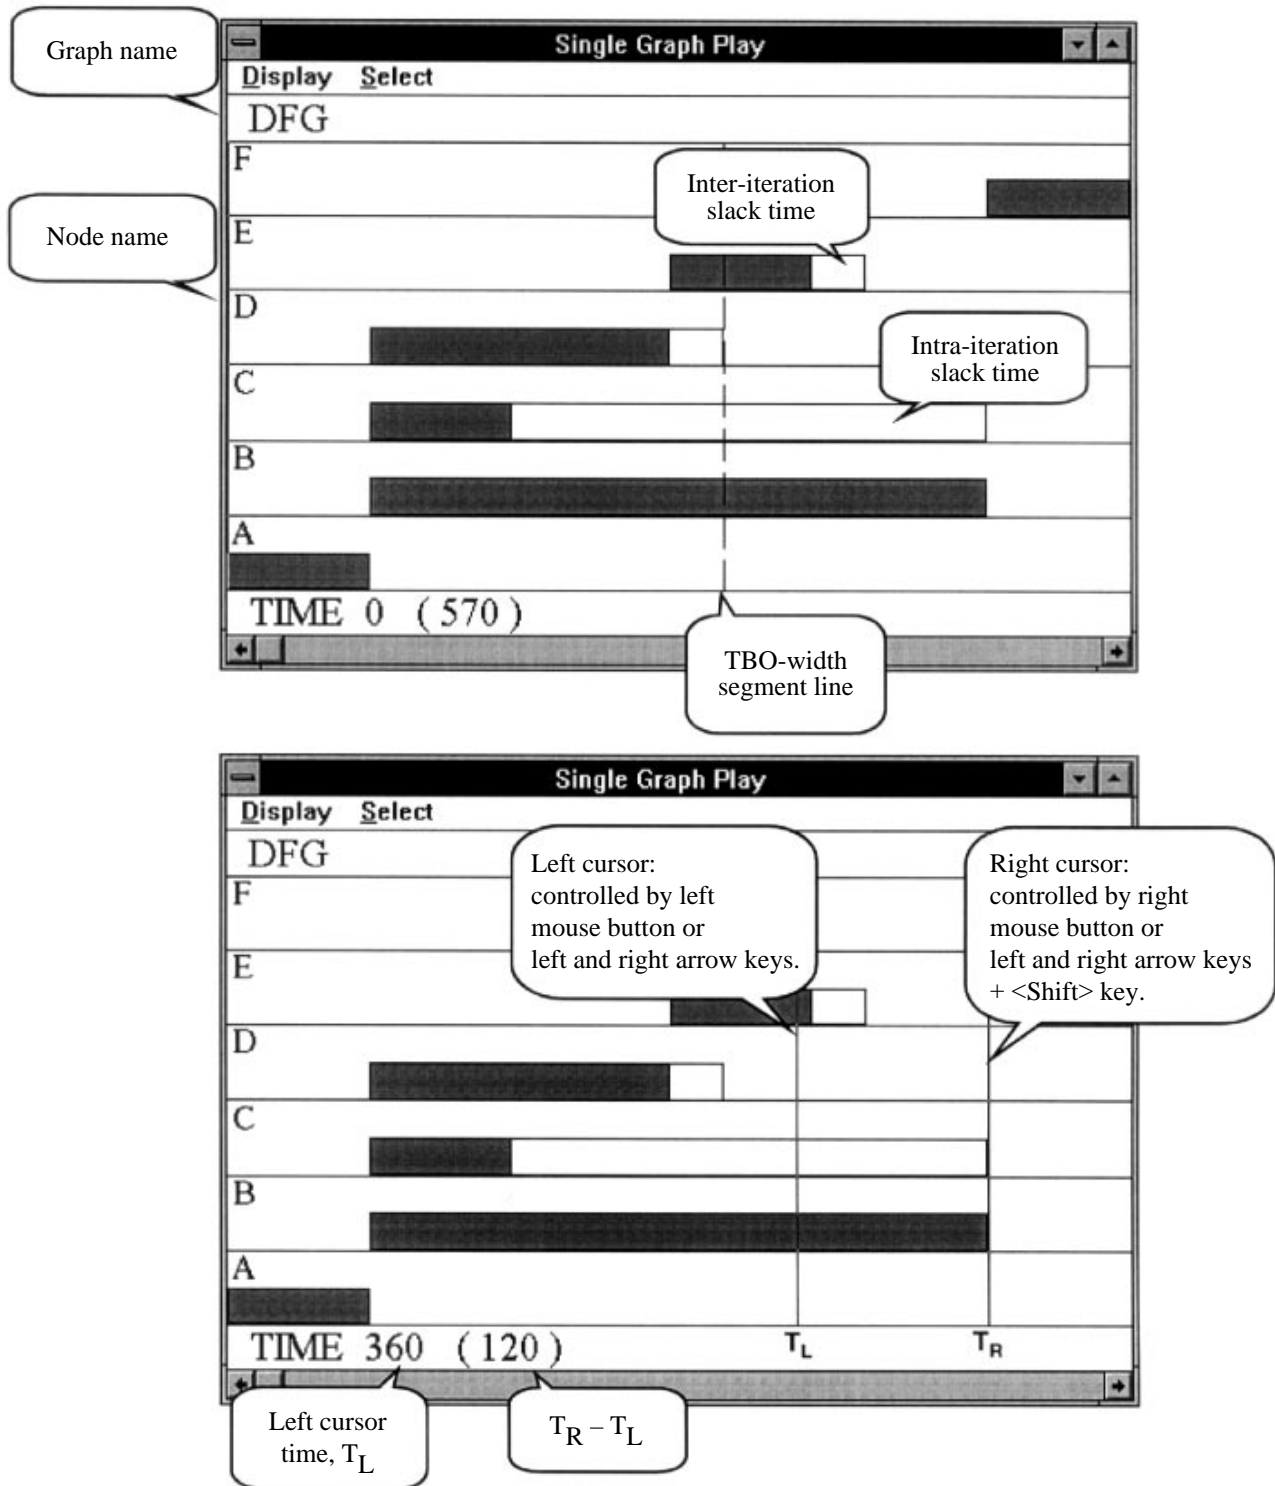 Graph name
Single Graph Play
Display Select
DFG
F
Inter-iteration
slack time
Node name
E
D
Intra-iteration
slack time
C
B
A
TIME 0 (570)
TBO-width
segment line
Single Graph Play
Display Select
DFG
Left cursor:
controlled by left
mouse button or
left and right arrow keys.
Right cursor:
controlled by right
mouse button or
left and right arrow keys
+ <Shift> key.
F
E
D
C
B
A
TIME 360 (120)
TL
TR
Left cursor
time, TL
TR – TL